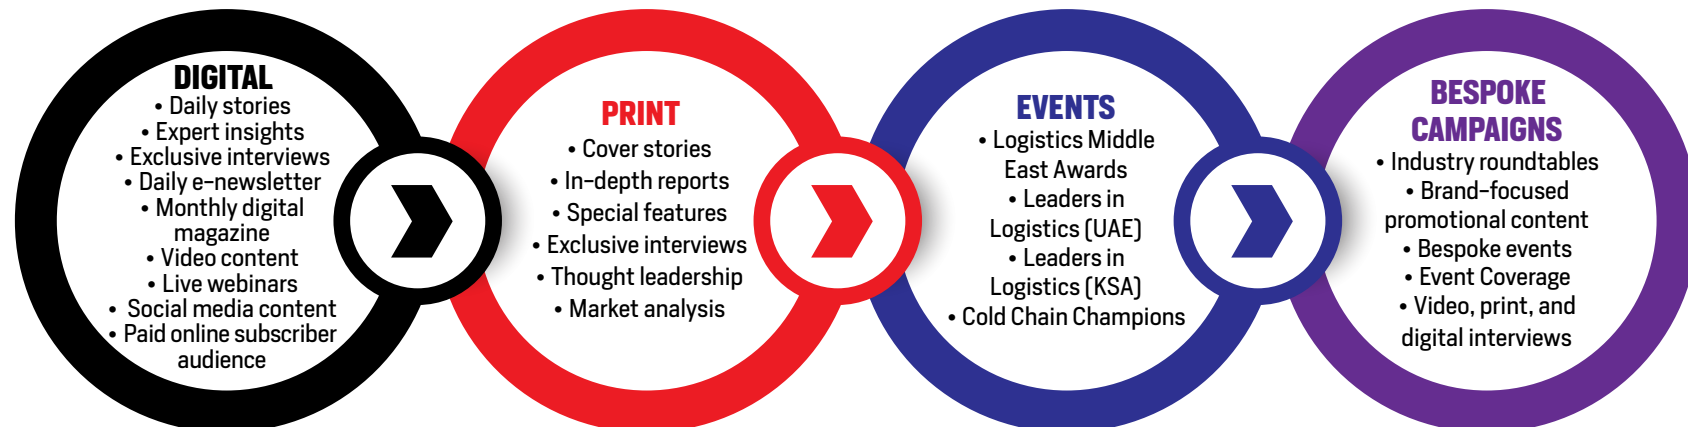 DIGITAL
• Daily stories
• Expert insights
• Exclusive interviews
• Daily e-newsletter
• Monthly digital
magazine
• Video content
• Live webinars
• Social media content
• Paid online subscriber
audience
PRINT
• Cover stories
• In-depth reports
• Special features
• Exclusive interviews
• Thought leadership
• Market analysis
EVENTS
• Logistics Middle
East Awards
• Leaders in
Logistics (UAE)
• Leaders in
Logistics (KSA)
• Cold Chain Champions
BESPOKE
CAMPAIGNS
• Industry roundtables
• Brand-focused
promotional content
• Bespoke events
• Event Coverage
• Video, print, and
digital interviews